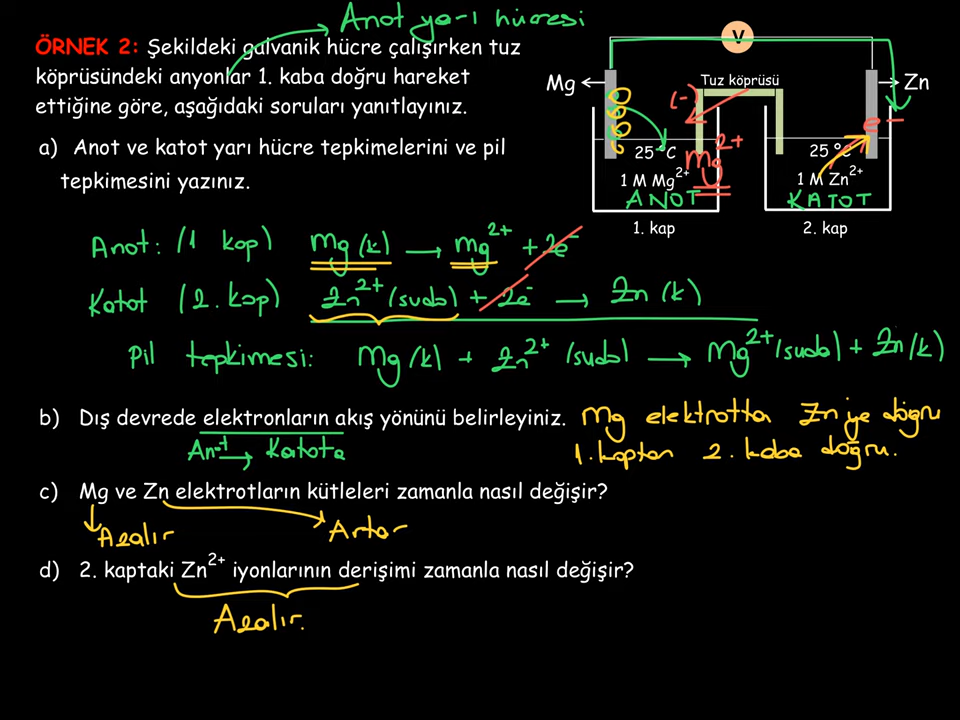 Anot yarı hücresi
ÖRNEK 2: Şekildeki galvanik hücre çalışırken tuz
köprüsündeki anyonlar 1. kaba doğru hareket
ettiğine göre, aşağıdaki soruları yanıtlayınız.
a) Anot ve katot yarı hücre tepkimelerini ve pil
tepkimesini yazınız.
V
Mg
Tuz köprüsü
Zn
(-)
e-
25 °C
Mg2+
25 °C
1 M Mg2+
1 M Zn2+
ANOT
KATOT
1. kap
2. kap
Anot: (1 kap) Mg(k) → Mg2+ + 2e-
Katot (2. kap) Zn2+ (suda) + 2e- → Zn (k)
Pil tepkimesi: Mg(k) + Zn2+ (suda) → Mg2+ (suda) + Zn(k)
b) Dış devrede elektronların akış yönünü belirleyiniz. Mg elektrottan Zn'ye doğru
Anot → Katota 1. kaptan 2. kaba doğru.
c) Mg ve Zn elektrotların kütleleri zamanla nasıl değişir?
Azalır Artar
d) 2. kaptaki Zn2+ iyonlarının derişimi zamanla nasıl değişir?
Azalır.